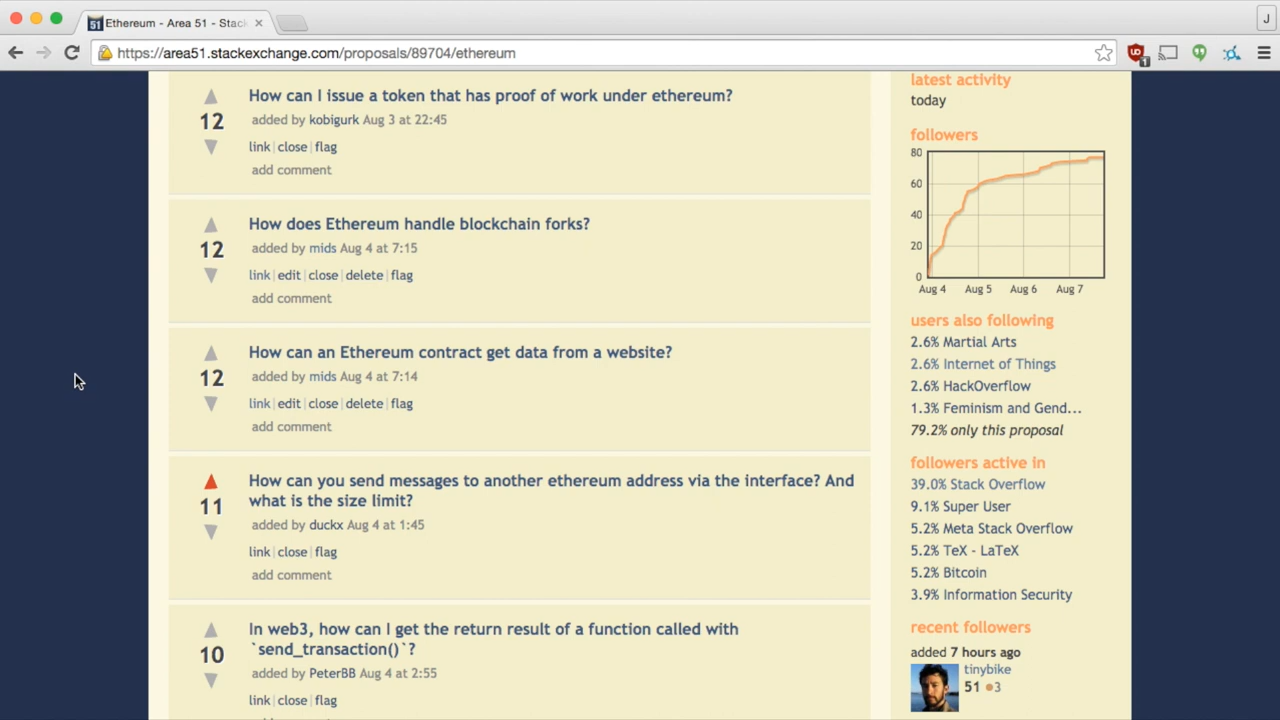 51 Ethereum - Area 51 - Stac
J
https://area51.stackexchange.com/proposals/89704/ethereum
1
How can I issue a token that has proof of work under ethereum?
12
added by kobigurk Aug 3 at 22:45
link | close | flag
add comment
How does Ethereum handle blockchain forks?
12
added by mids Aug 4 at 7:15
link | edit | close | delete | flag
add comment
How can an Ethereum contract get data from a website?
12
added by mids Aug 4 at 7:14
link | edit | close | delete | flag
add comment
How can you send messages to another ethereum address via the interface? And
what is the size limit?
11
added by duckx Aug 4 at 1:45
link | close | flag
add comment
In web3, how can I get the return result of a function called with
`send_transaction()`?
10
added by PeterBB Aug 4 at 2:55
link | close | flag
latest activity
today
followers
80
60
40
20
0
Aug 4 Aug 5 Aug 6 Aug 7
users also following
2.6% Martial Arts
2.6% Internet of Things
2.6% HackOverflow
1.3% Feminism and Gend...
79.2% only this proposal
followers active in
39.0% Stack Overflow
9.1% Super User
5.2% Meta Stack Overflow
5.2% TeX - LaTeX
5.2% Bitcoin
3.9% Information Security
recent followers
added 7 hours ago
tinybike
51 3